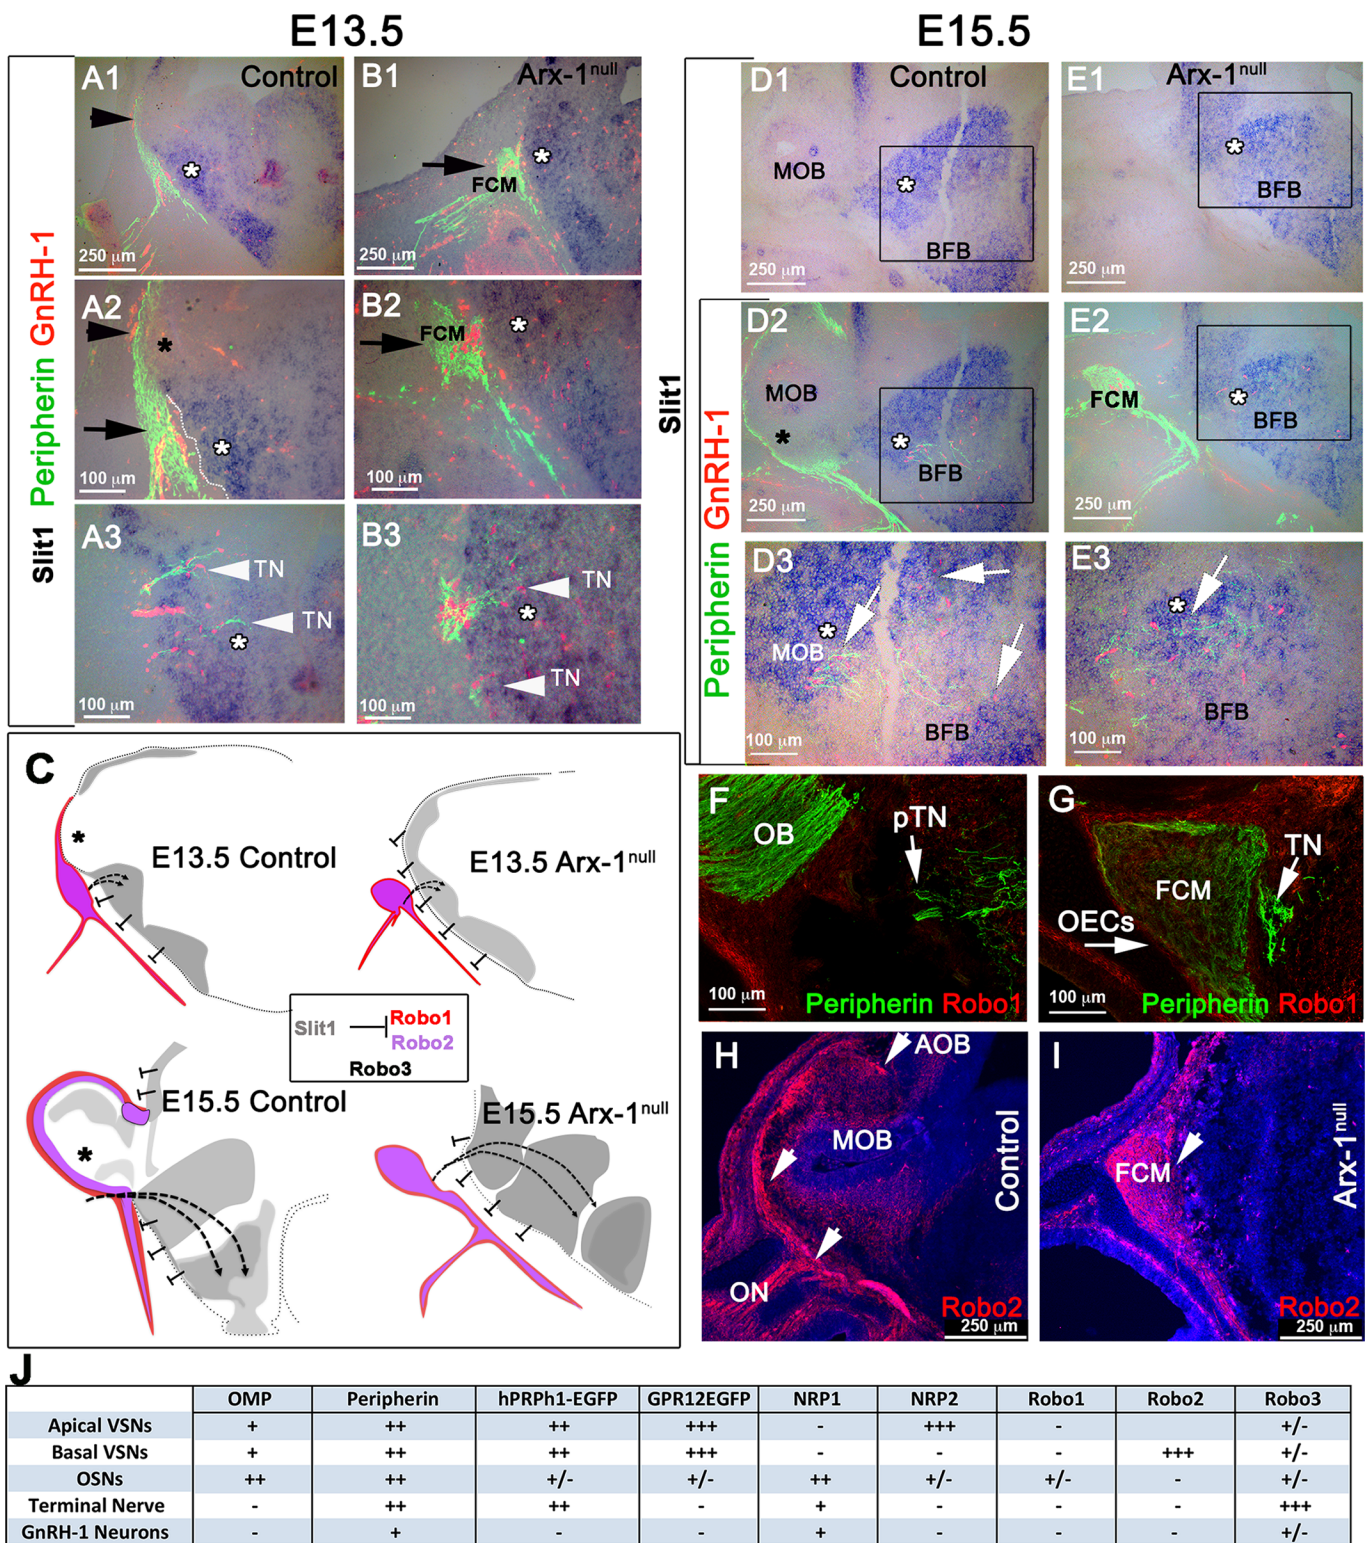 E13.5
E15.5
Slit1
Peripherin GnRH-1
A1
Control
250 µm
B1
Arx-1null
FCM
250 µm
A2
100 µm
B2
FCM
100 µm
A3
TN
TN
100 µm
B3
TN
TN
100 µm
Slit1
Peripherin GnRH-1
D1
Control
MOB
BFB
250 µm
E1
Arx-1null
BFB
250 µm
D2
MOB
BFB
250 µm
E2
FCM
BFB
250 µm
D3
MOB
BFB
100 µm
E3
BFB
100 µm
C
E13.5 Control
E13.5 Arx-1null
Slit1
Robo1
Robo2
Robo3
E15.5 Control
E15.5 Arx-1null
F
OB
pTN
100 µm
Peripherin Robo1
G
FCM
TN
OECs
100 µm
Peripherin Robo1
H
AOB
MOB
ON
Control
Robo2
250 µm
I
FCM
Arx-1null
Robo2
250 µm
J
OMP Peripherin hPRPh1-EGFP GPR12EGFP NRP1 NRP2 Robo1 Robo2 Robo3
Apical VSNs + ++ ++ +++ - +++ - +/-
Basal VSNs + ++ ++ +++ - - - +++ +/-
OSNs ++ ++ +/- +/- ++ +/- +/- - +/-
Terminal Nerve - ++ ++ - + - - - +++
GnRH-1 Neurons - + - - + - - - +/-